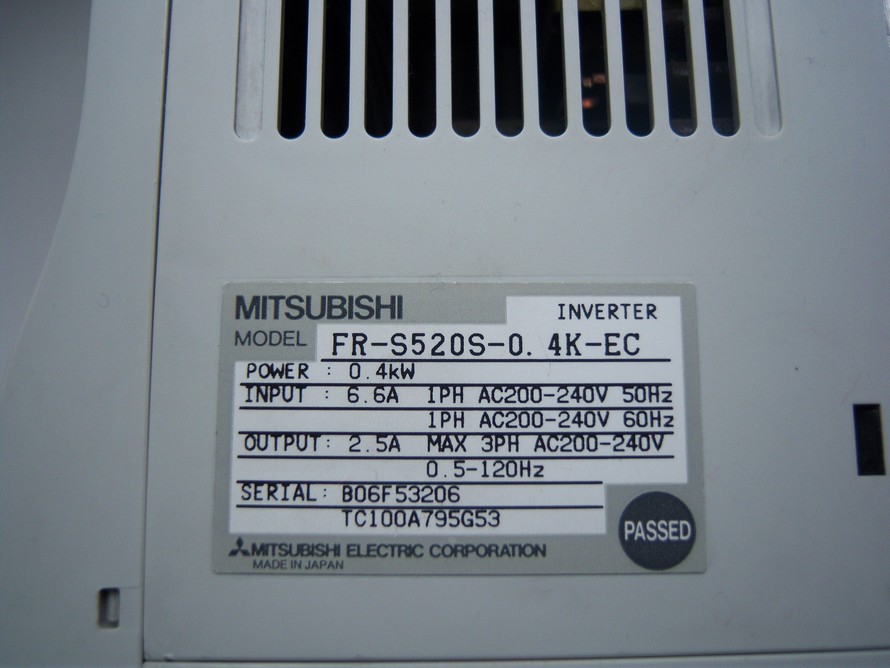 MITSUBISHI INVERTER
MODEL FR-S520S-0.4K-EC
POWER : 0.4kW
INPUT : 6.6A 1PH AC200-240V 50Hz
1PH AC200-240V 60Hz
OUTPUT: 2.5A MAX 3PH AC200-240V
0.5-120Hz
SERIAL: B06F53206
TC100A795G53
PASSED
MITSUBISHI ELECTRIC CORPORATION
MADE IN JAPAN